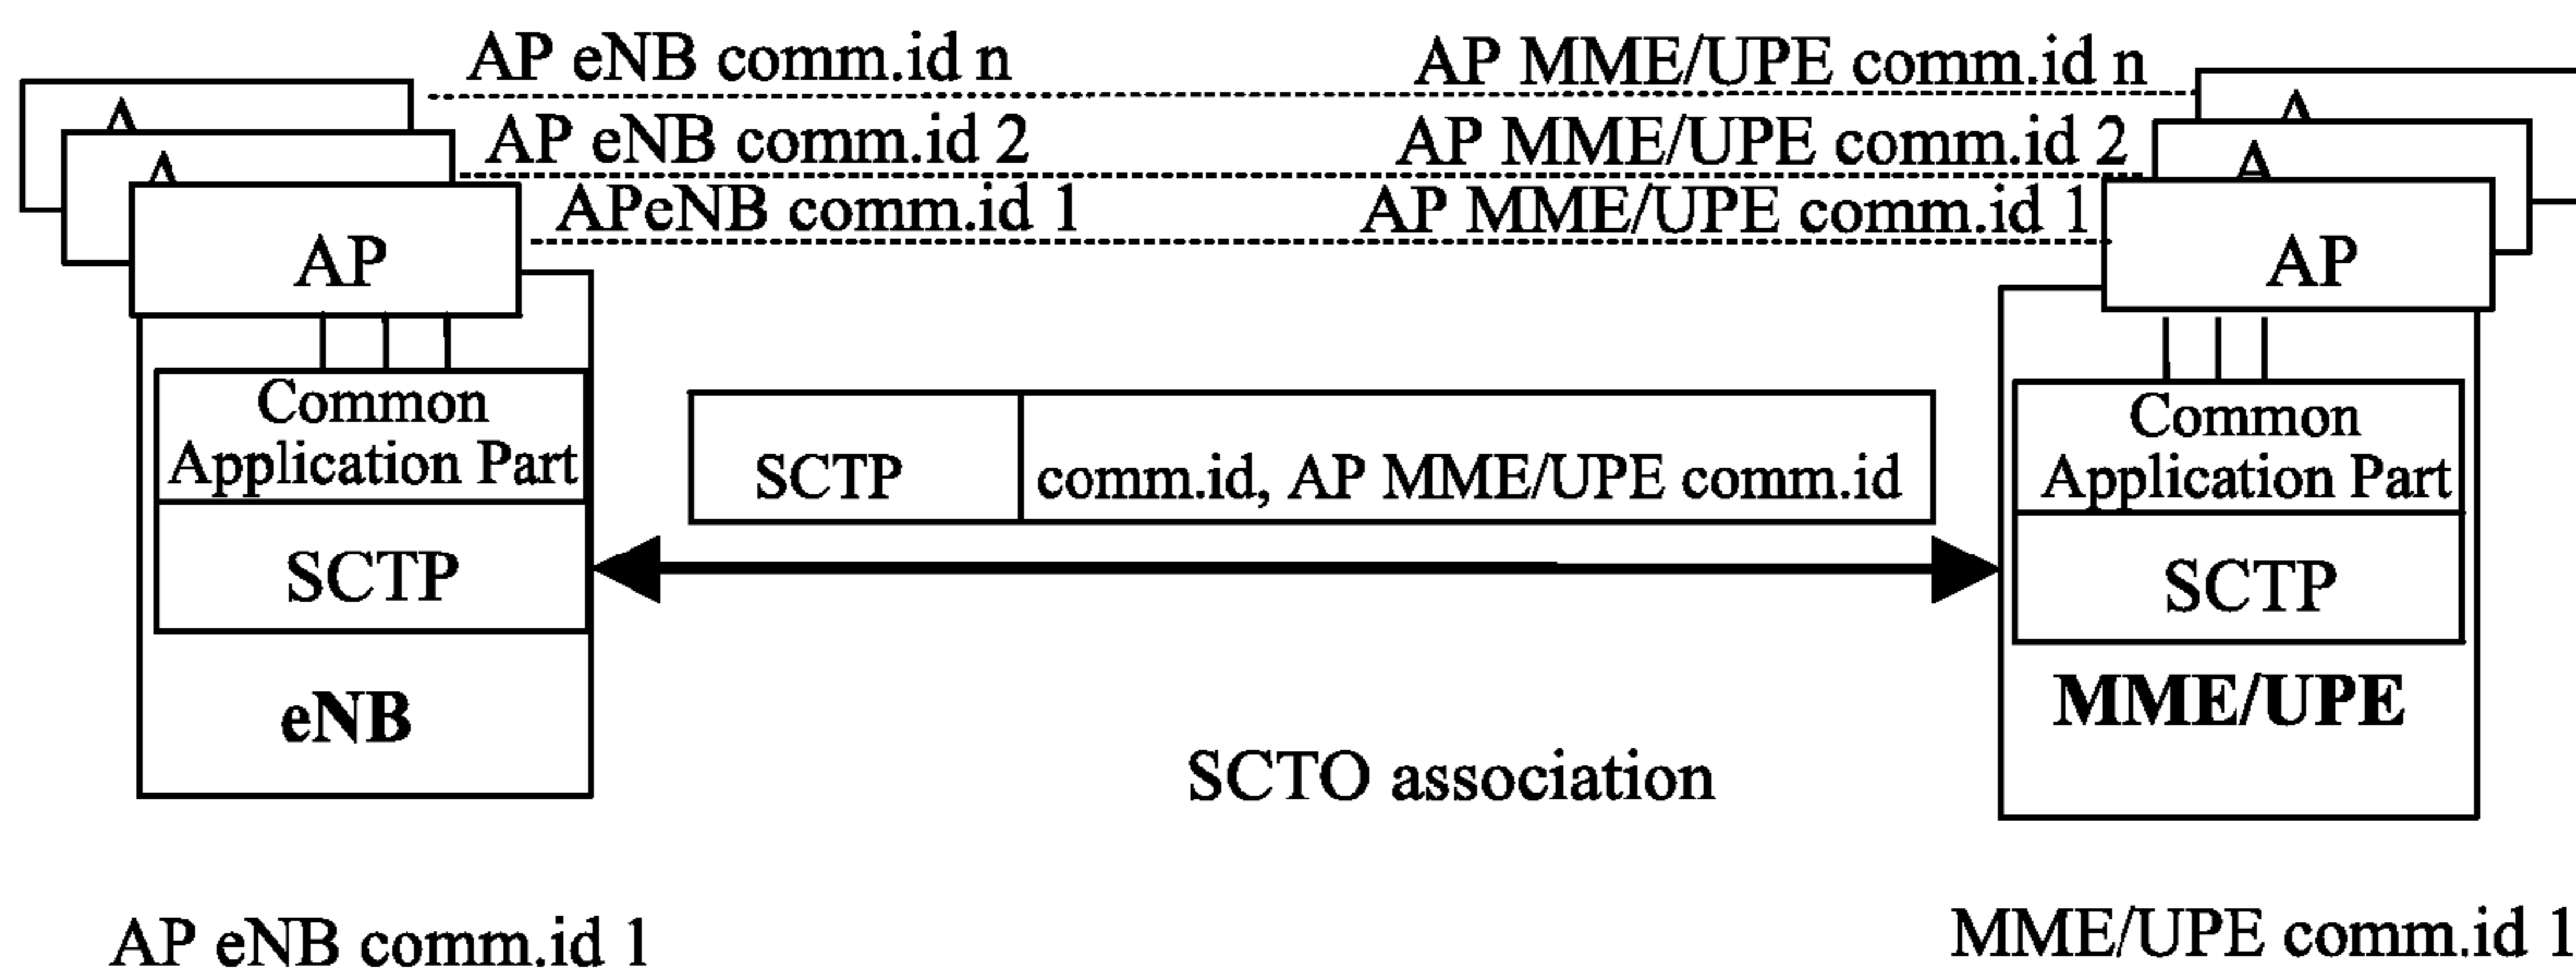 AP eNB comm.id n
AP MME/UPE comm.id n
A
A
AP eNB comm.id 2
AP MME/UPE comm.id 2
A
A
APeNB comm.id 1
AP MME/UPE comm.id 1
AP
AP
Common
Application Part
SCTP
comm.id, AP MME/UPE comm.id
Common
Application Part
SCTP
SCTP
eNB
MME/UPE
SCTO association
AP eNB comm.id 1
MME/UPE comm.id 1